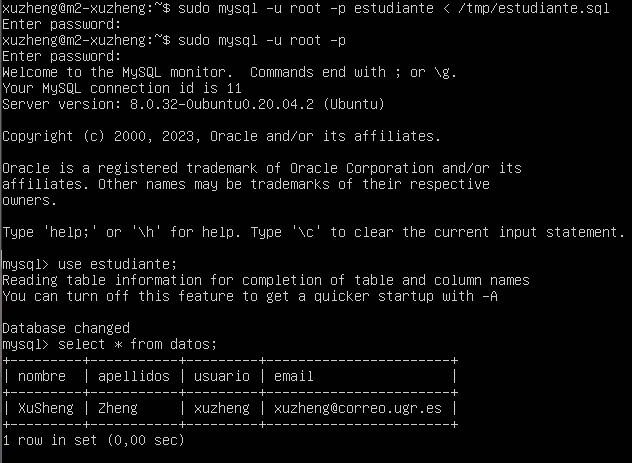 xuzheng@m2-xuzheng:~$ sudo mysql -u root -p estudiante < /tmp/estudiante.sql
Enter password:
xuzheng@m2-xuzheng:~$ sudo mysql -u root -p
Enter password:
Welcome to the MySQL monitor.  Commands end with ; or \g.
Your MySQL connection id is 11
Server version: 8.0.32-0ubuntu0.20.04.2 (Ubuntu)

Copyright (c) 2000, 2023, Oracle and/or its affiliates.

Oracle is a registered trademark of Oracle Corporation and/or its
affiliates. Other names may be trademarks of their respective
owners.

Type 'help;' or '\h' for help. Type '\c' to clear the current input statement.

mysql> use estudiante;
Reading table information for completion of table and column names
You can turn off this feature to get a quicker startup with -A

Database changed
mysql> select * from datos;
+---------+-----------+---------+-----------------------+
| nombre  | apellidos | usuario | email                 |
+---------+-----------+---------+-----------------------+
| XuSheng | Zheng     | xuzheng | xuzheng@correo.ugr.es |
+---------+-----------+---------+-----------------------+
1 row in set (0,00 sec)